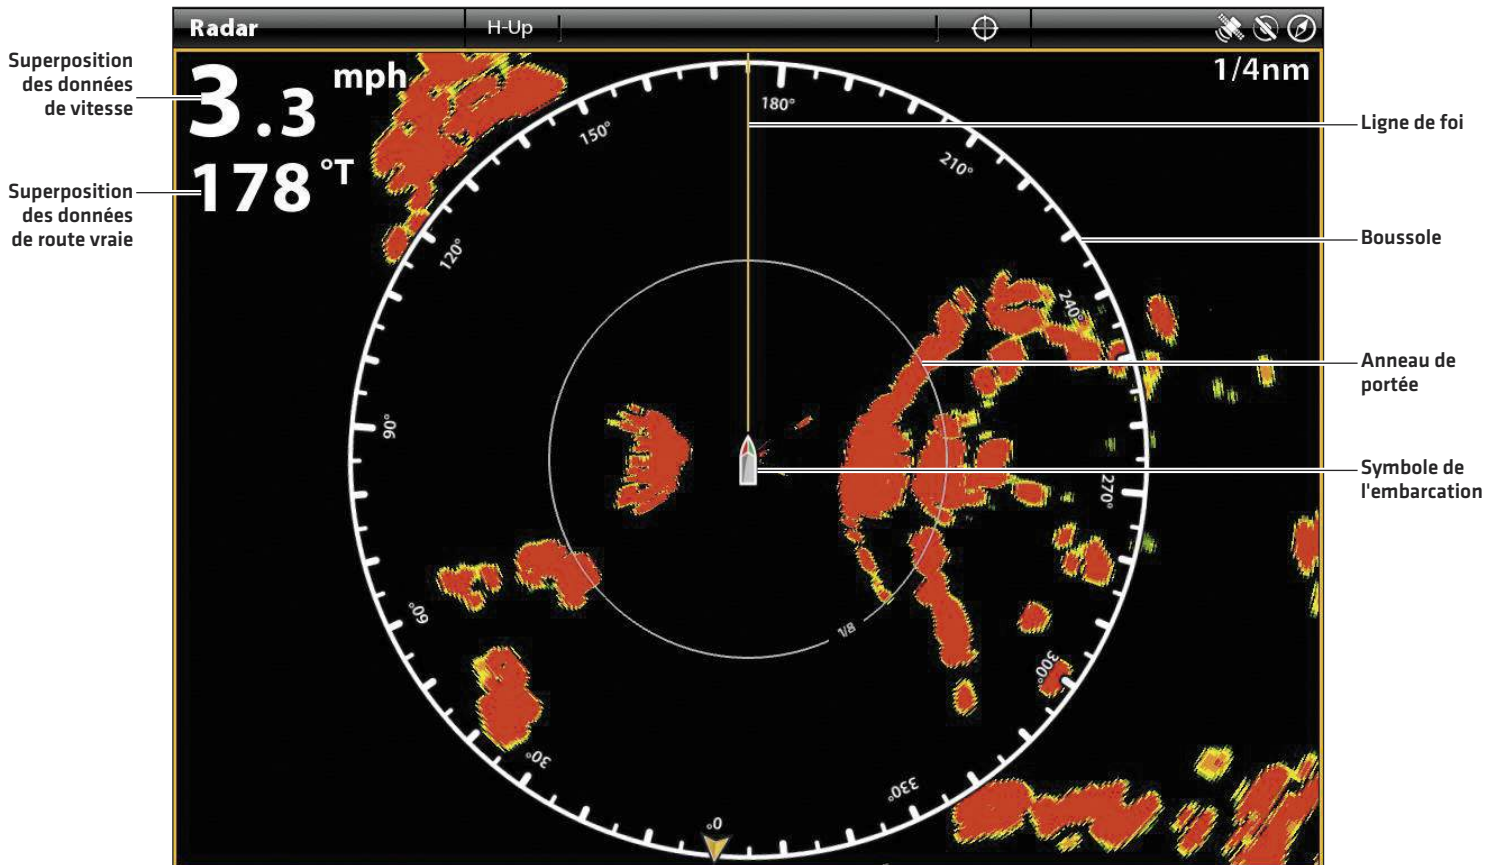 Radar
H-Up
Superposition
des données
de vitesse
3.3 mph
1/4nm
Superposition
des données
de route vraie
178 °T
Ligne de foi
Boussole
Anneau de
portée
Symbole de
l'embarcation
180°
150°
210°
120°
240°
90°
270°
60°
1/8
300°
30°
330°
0°